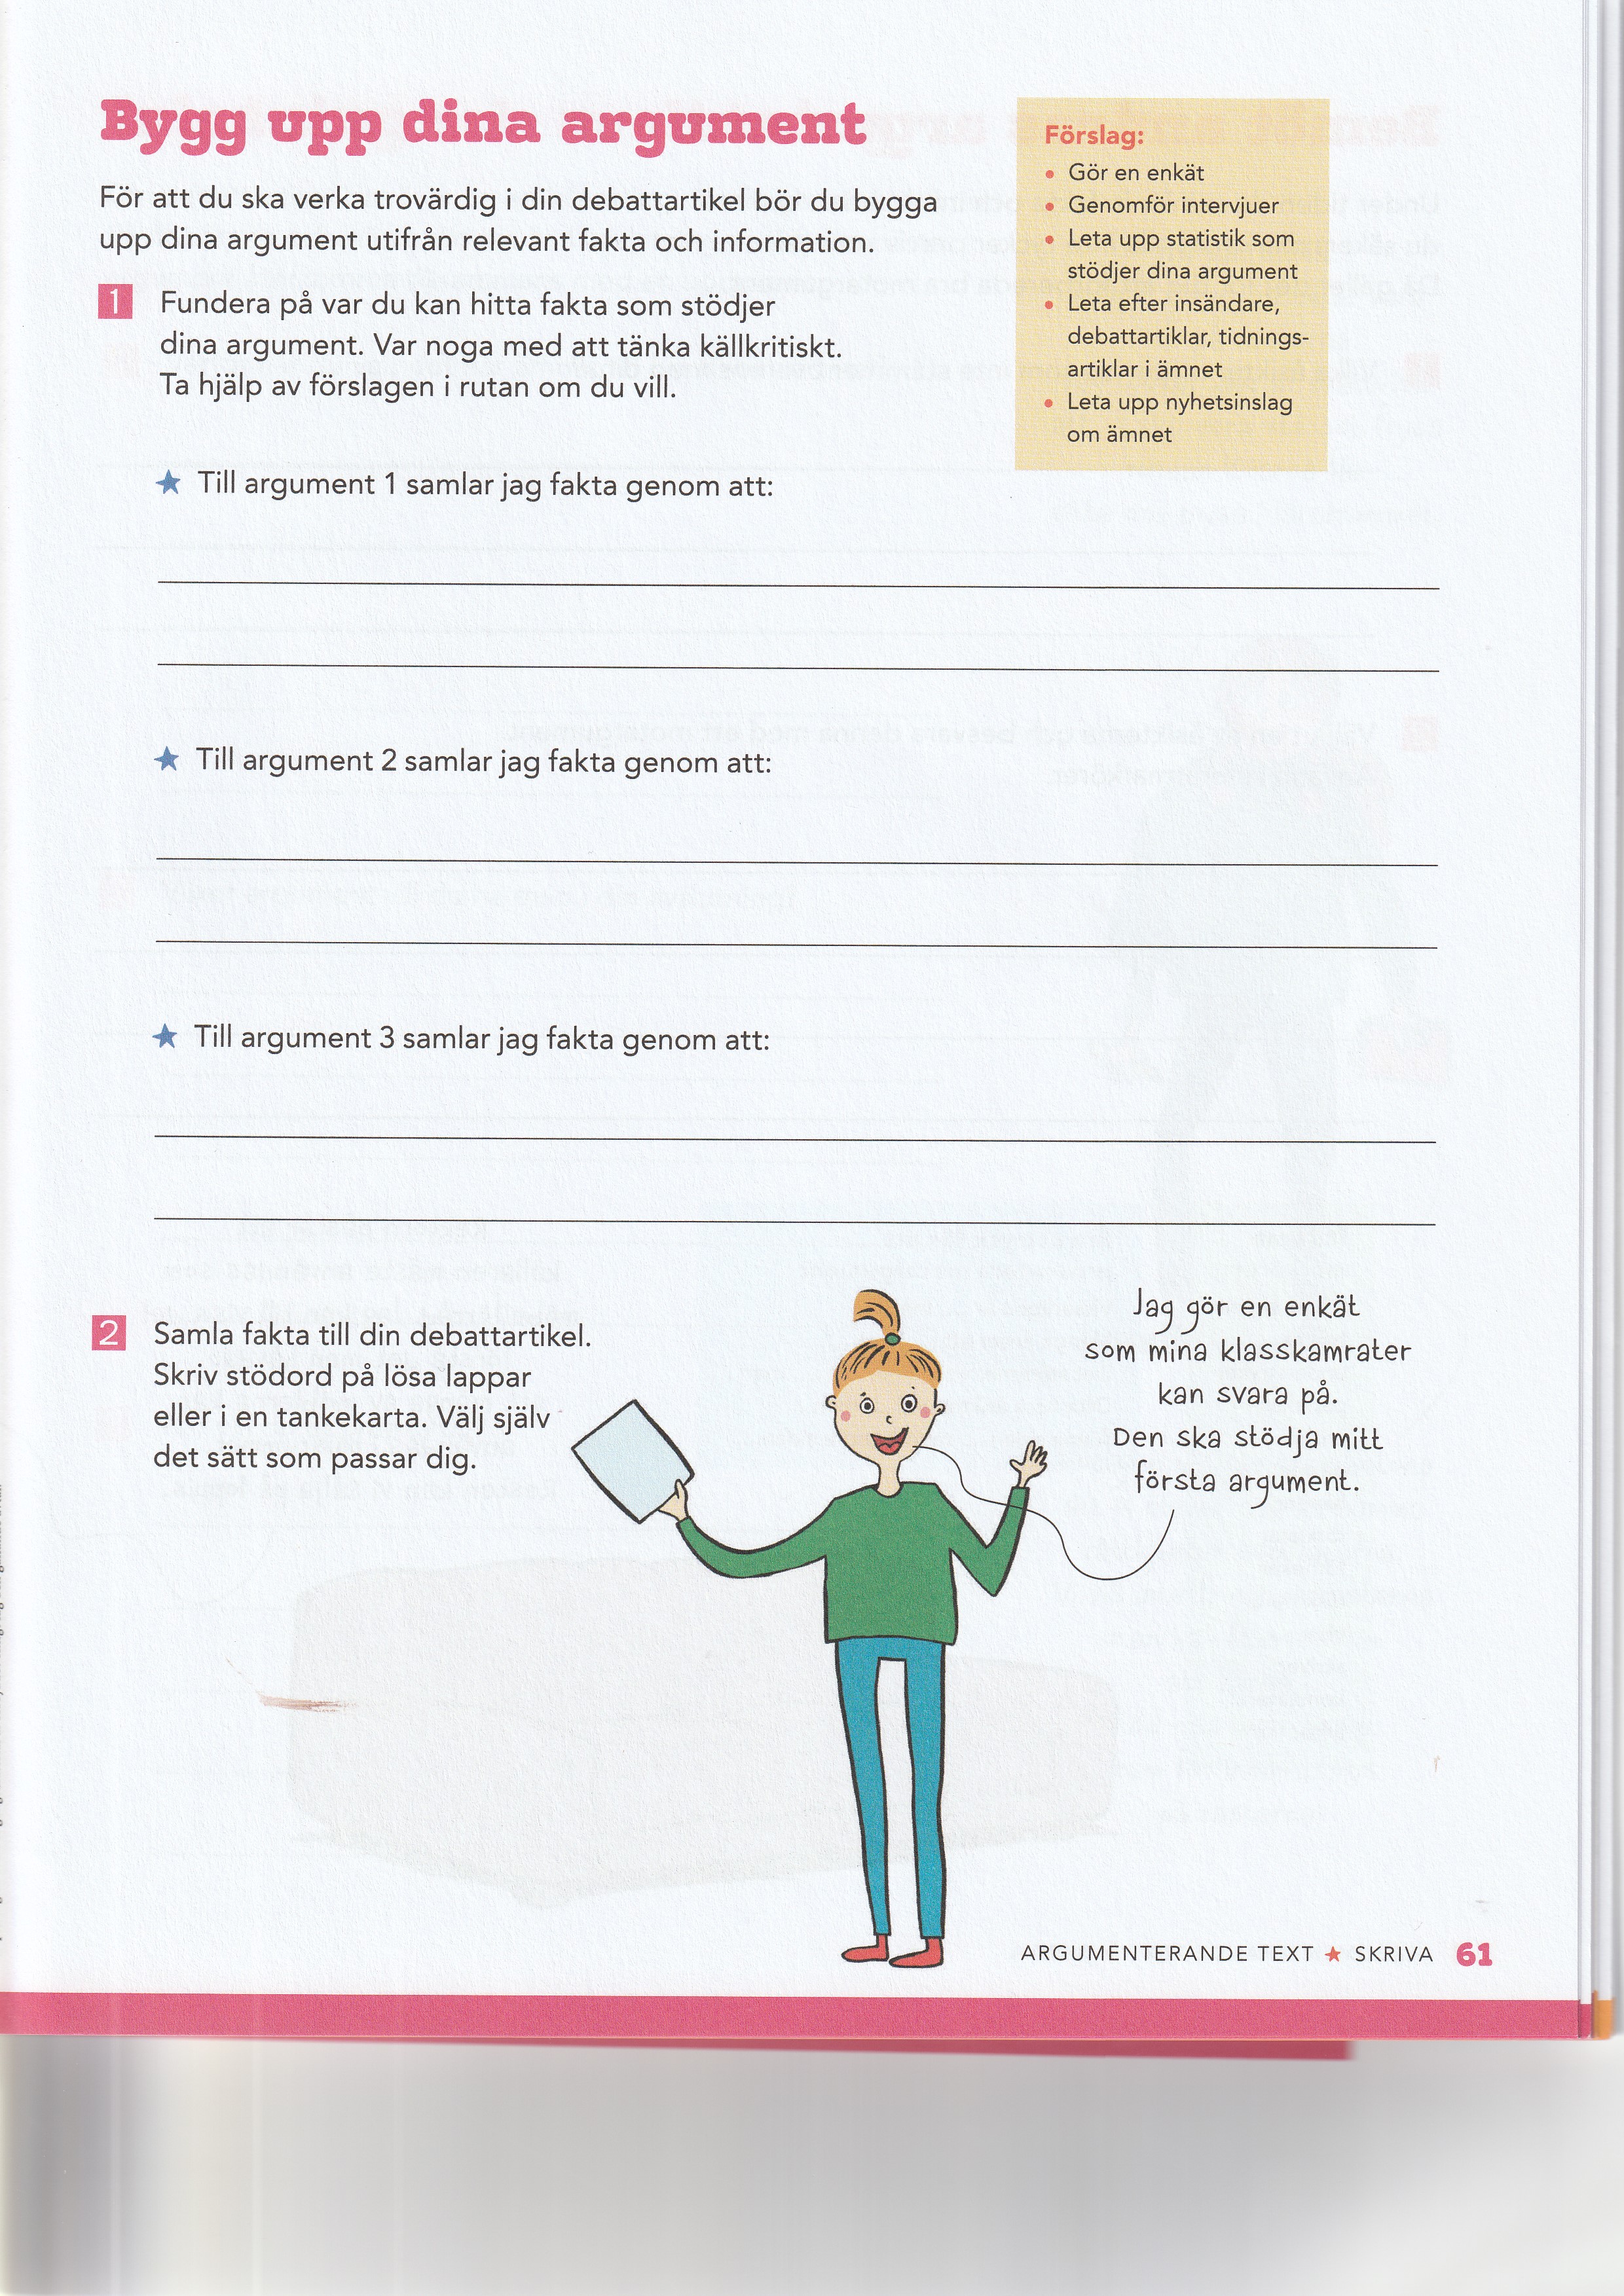 Bygg upp dina argument
För att du ska verka trovärdig i din debattartikel bör du bygga
upp dina argument utifrån relevant fakta och information.
1 Fundera på var du kan hitta fakta som stödjer
dina argument. Var noga med att tänka källkritiskt.
Ta hjälp av förslagen i rutan om du vill.
Förslag:
• Gör en enkät
• Genomför intervjuer
• Leta upp statistik som
stödjer dina argument
• Leta efter insändare,
debattartiklar, tidnings-
artiklar i ämnet
• Leta upp nyhetsinslag
om ämnet
★ Till argument 1 samlar jag fakta genom att:
★ Till argument 2 samlar jag fakta genom att:
★ Till argument 3 samlar jag fakta genom att:
2 Samla fakta till din debattartikel.
Skriv stödord på lösa lappar
eller i en tankekarta. Välj själv
det sätt som passar dig.
Jag gör en enkät
som mina klasskamrater
kan svara på.
Den ska stödja mitt
första argument.
ARGUMENTERANDE TEXT ★ SKRIVA 61